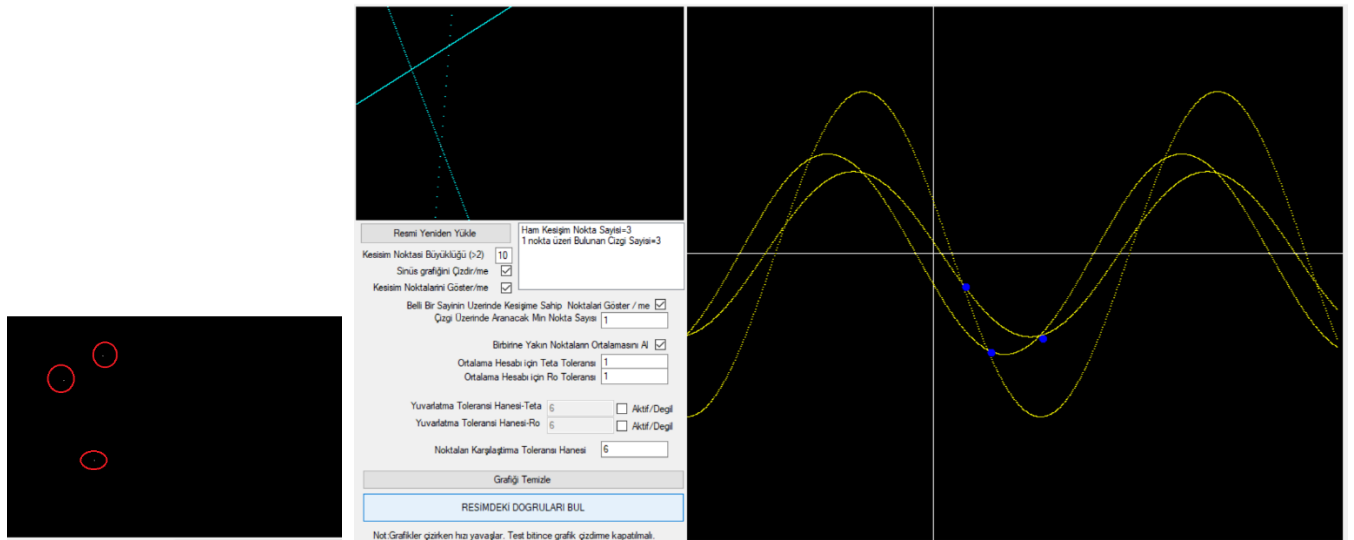 Resmi Yeniden Yükle
Ham Kesişim Nokta Sayisi=3
1 nokta üzeri Bulunan Cizgi Sayisi=3
Kesisim Noktasi Büyüklüğü (>2) 10
Sinüs grafiğini Çizdir/me
Kesisim Noktalarini Göster/me
Belli Bir Sayinin Uzerinde Kesişime Sahip Noktalari Göster / me
Çizgi Üzerinde Aranacak Min Nokta Sayısı 1
Birbirine Yakın Noktaların Ortalamasını Al
Ortalama Hesabı için Teta Toleransı 1
Ortalama Hesabı için Ro Toleransı 1
Yuvarlatma Toleransi Hanesi-Teta 6 Aktif/Degil
Yuvarlatma Toleransi Hanesi-Ro 6 Aktif/Degil
Noktaları Karşılaştirma Toleransı Hanesi 6
Grafiği Temizle
RESIMDEKİ DOGRULARI BUL
Not:Grafikler çizirken hızı yavaşlar. Test bitince grafik çizdirme kapatılmalı.